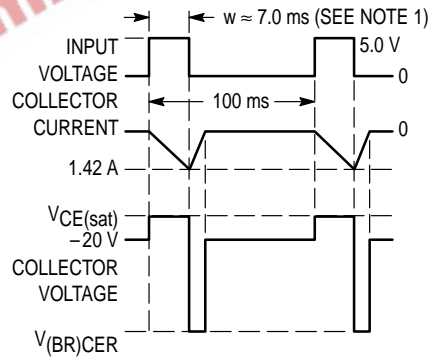 w ≈ 7.0 ms (SEE NOTE 1)
INPUT
VOLTAGE
5.0 V
0
COLLECTOR
CURRENT
100 ms
0
1.42 A
VCE(sat)
–20 V
COLLECTOR
VOLTAGE
V(BR)CER